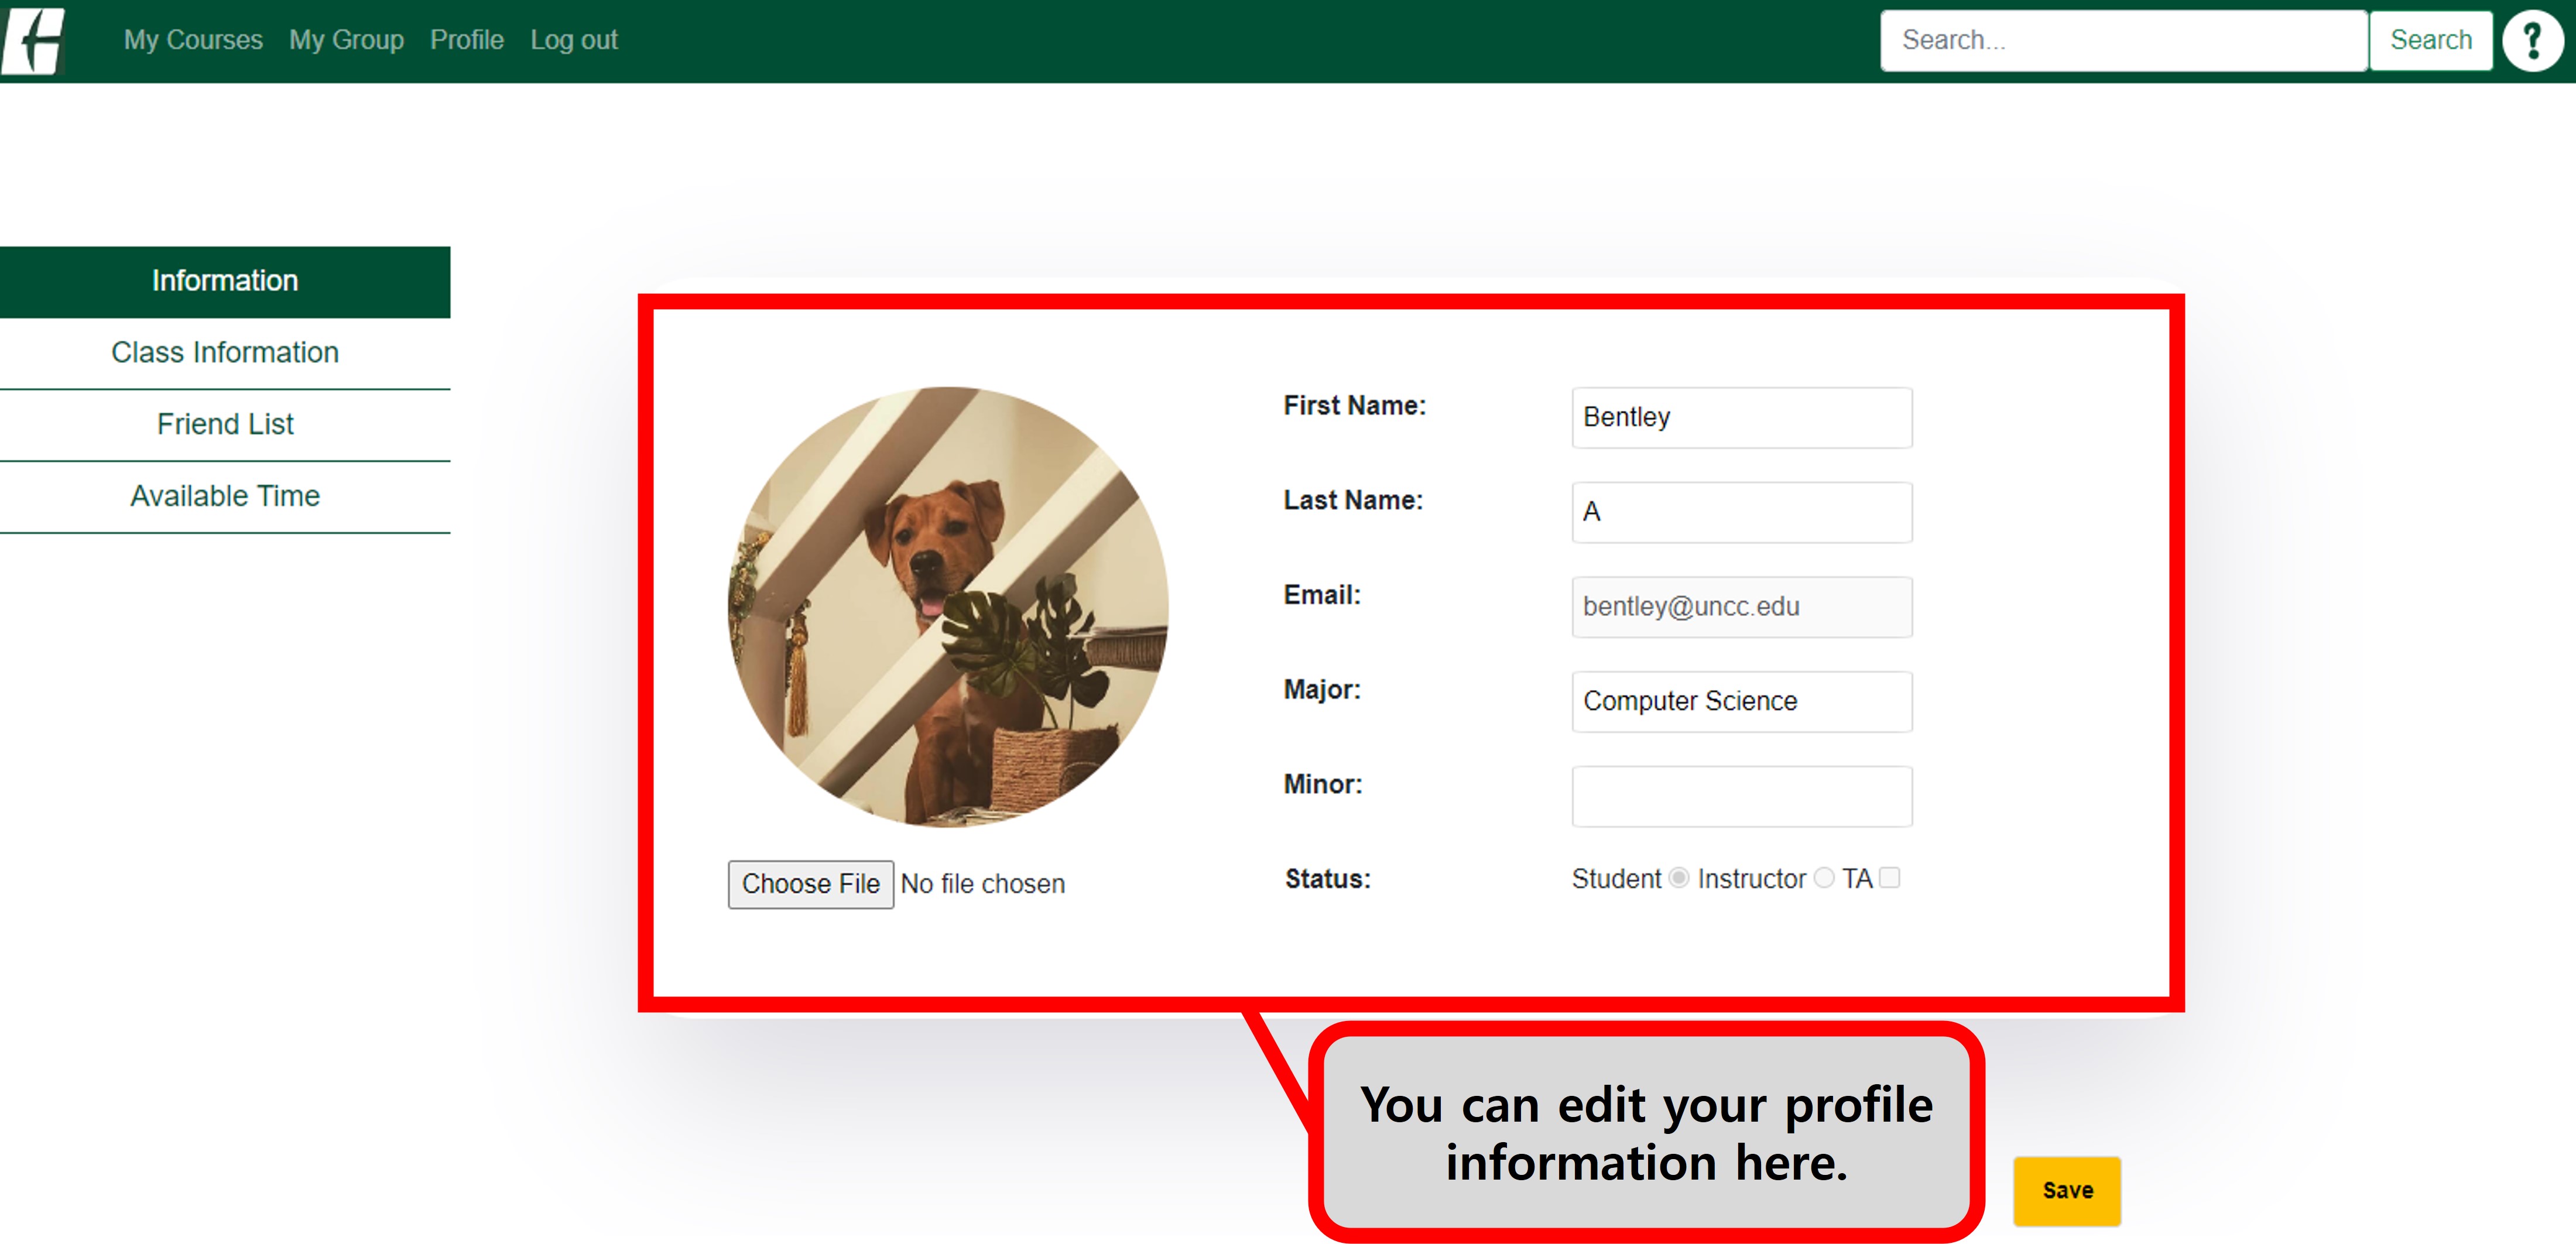 My Courses My Group Profile Log out Search... Search ?
Information
Class Information
Friend List
Available Time
First Name: Bentley
Last Name: A
Email: bentley@uncc.edu
Major: Computer Science
Minor:
Choose File No file chosen
Status: Student Instructor TA
You can edit your profile
information here.
Save